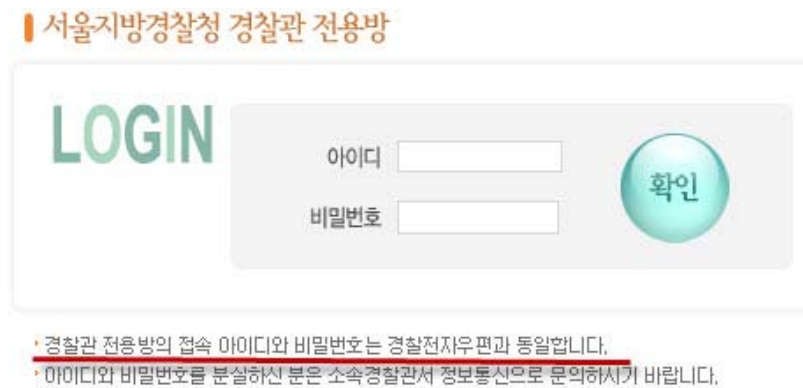 서울지방경찰청 경찰관 전용방
LOGIN
아이디
비밀번호
확인
경찰관 전용방의 접속 아이디와 비밀번호는 경찰전자우편과 동일합니다.
아이디와 비밀번호를 분실하신 분은 소속경찰관서 정보통신으로 문의하시기 바랍니다.